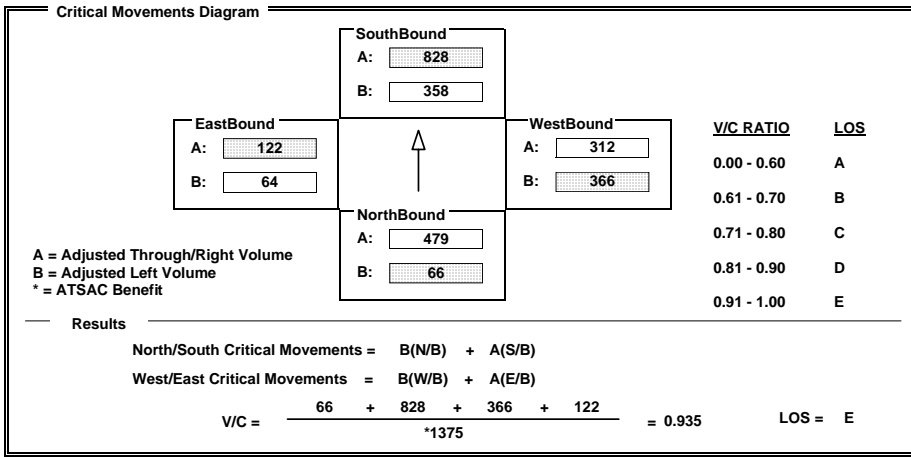 Critical Movements Diagram
SouthBound
A: 828
B: 358
EastBound
A: 122
B: 64
WestBound
A: 312
B: 366
NorthBound
A: 479
B: 66
V/C RATIO LOS
0.00 - 0.60 A
0.61 - 0.70 B
0.71 - 0.80 C
0.81 - 0.90 D
0.91 - 1.00 E
A = Adjusted Through/Right Volume
B = Adjusted Left Volume
* = ATSAC Benefit
Results
North/South Critical Movements = B(N/B) + A(S/B)
West/East Critical Movements = B(W/B) + A(E/B)
V/C = 66 + 828 + 366 + 122 = 0.935 LOS = E
*1375